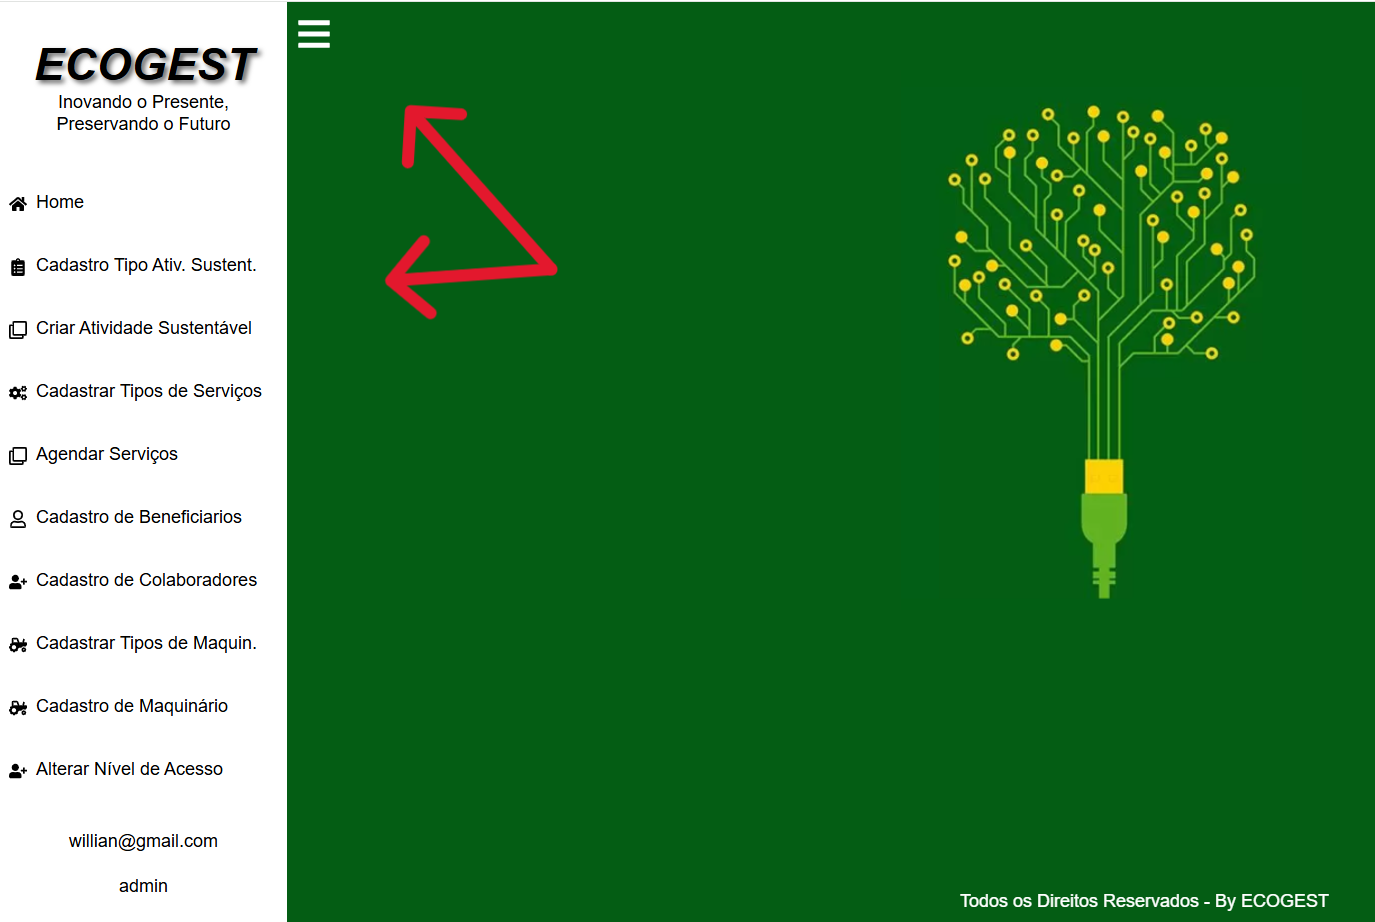 ECOGEST
Inovando o Presente,
Preservando o Futuro
Home
Cadastro Tipo Ativ. Sustent.
Criar Atividade Sustentável
Cadastrar Tipos de Serviços
Agendar Serviços
Cadastro de Beneficiarios
Cadastro de Colaboradores
Cadastrar Tipos de Maquin.
Cadastro de Maquinário
Alterar Nível de Acesso
willian@gmail.com
admin
Todos os Direitos Reservados - By ECOGEST